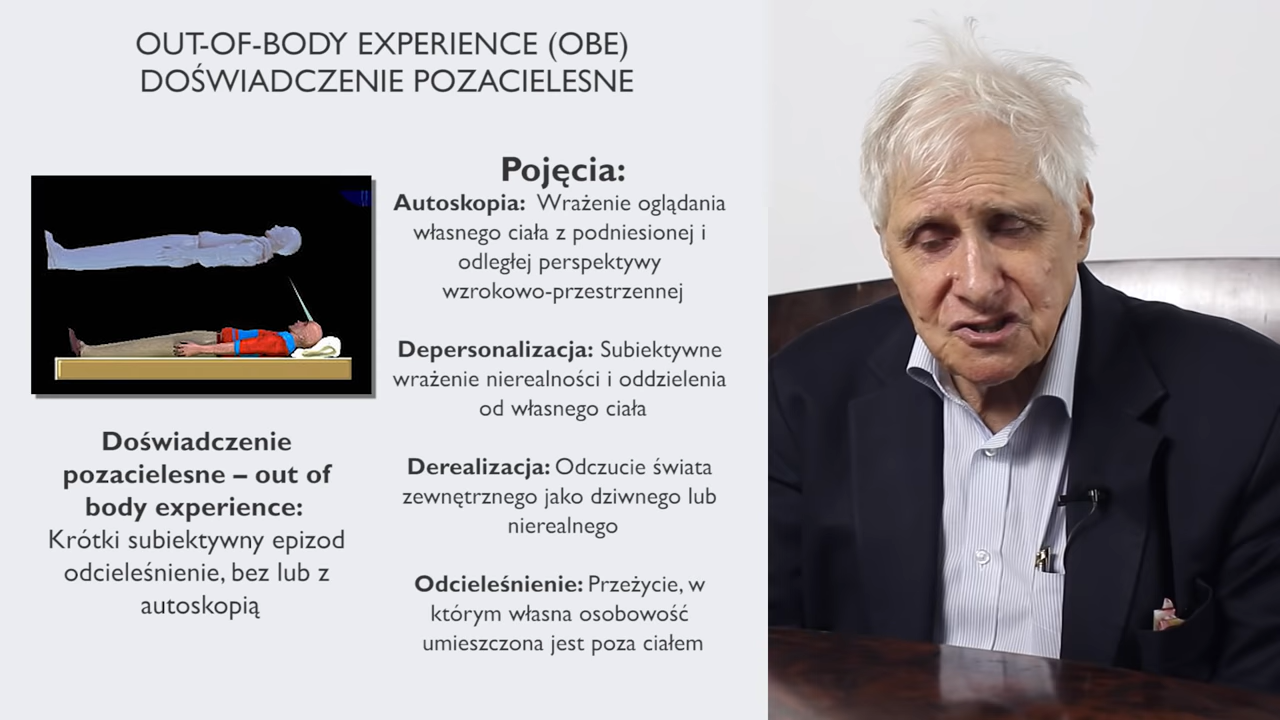 OUT-OF-BODY EXPERIENCE (OBE)
DOŚWIADCZENIE POZACIELESNE
Doświadczenie
pozacielesne – out of
body experience:
Krótki subiektywny epizod
odcieleśnienie, bez lub z
autoskopią
Pojęcia:
Autoskopia: Wrażenie oglądania
własnego ciała z podniesionej i
odległej perspektywy
wzrokowo-przestrzennej
Depersonalizacja: Subiektywne
wrażenie nierealności i oddzielenia
od własnego ciała
Derealizacja: Odczucie świata
zewnętrznego jako dziwnego lub
nierealnego
Odcieleśnienie: Przeżycie, w
którym własna osobowość
umieszczona jest poza ciałem